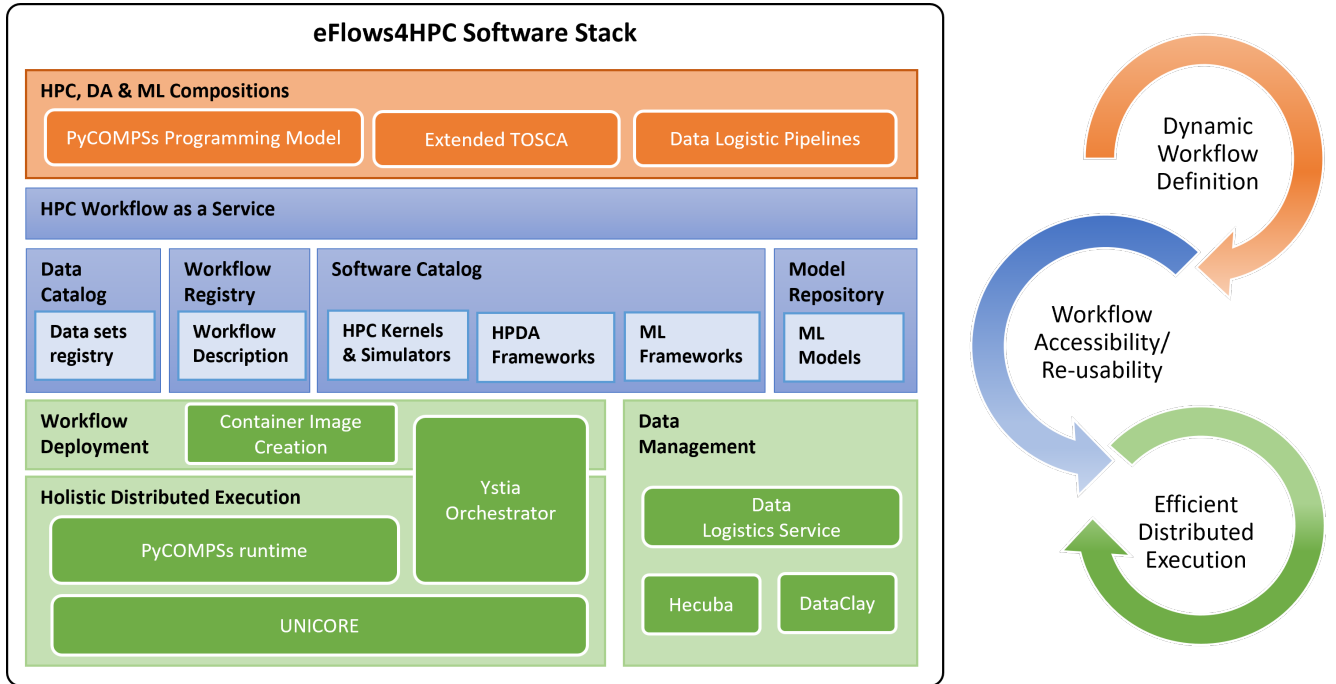 eFlows4HPC Software Stack
HPC, DA & ML Compositions
PyCOMPSs Programming Model
Extended TOSCA
Data Logistic Pipelines
HPC Workflow as a Service
Data
Catalog
Data sets
registry
Workflow
Registry
Workflow
Description
Software Catalog
HPC Kernels
& Simulators
HPDA
Frameworks
ML
Frameworks
Model
Repository
ML
Models
Workflow
Deployment
Container Image
Creation
Ystia
Orchestrator
Holistic Distributed Execution
PyCOMPSs runtime
UNICORE
Data
Management
Data
Logistics Service
Hecuba
DataClay
Dynamic
Workflow
Definition
Workflow
Accessibility/
Re-usability
Efficient
Distributed
Execution